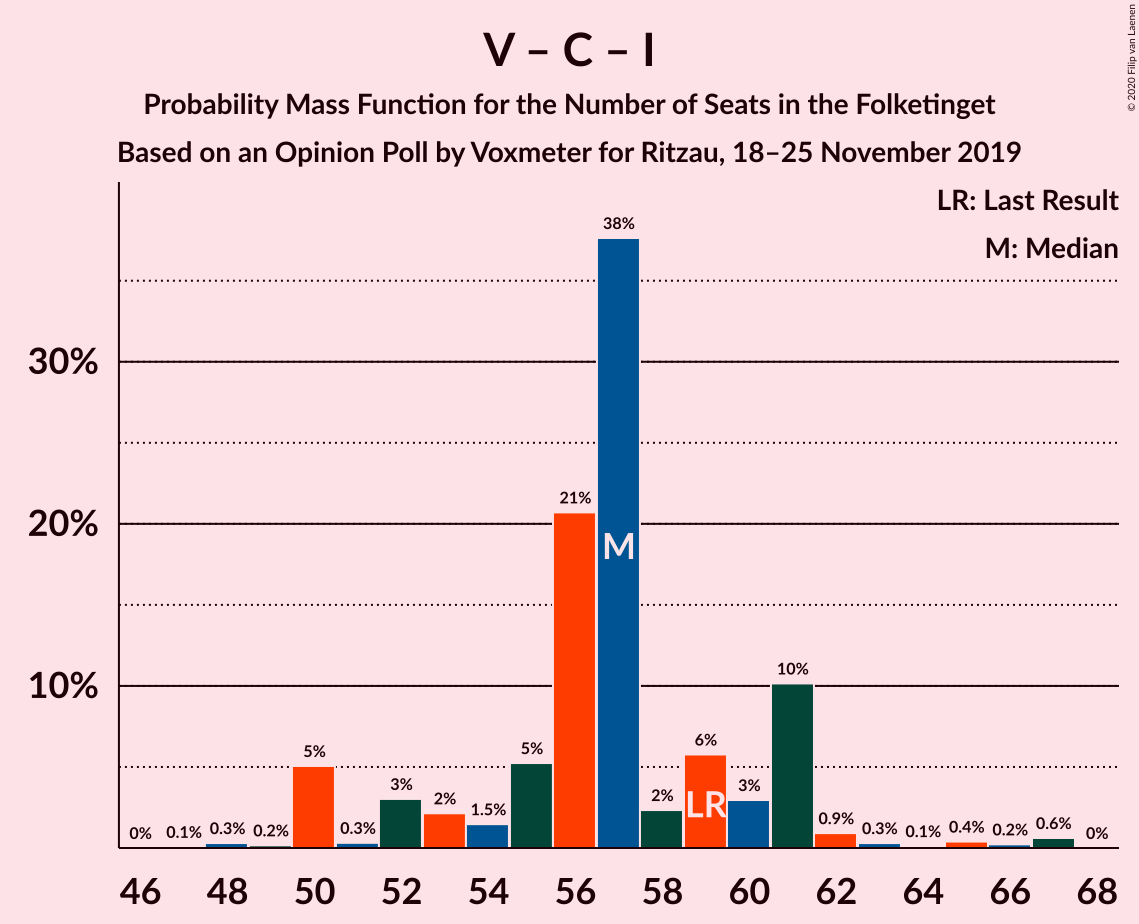 V – C – I
Probability Mass Function for the Number of Seats in the Folketinget
Based on an Opinion Poll by Voxmeter for Ritzau, 18–25 November 2019
© 2020 Filip van Laenen
LR: Last Result
M: Median
30%
20%
10%
0%
0.1%
0.3%
0.2%
5%
0.3%
3%
2%
1.5%
5%
21%
38%
2%
6%
3%
10%
0.9%
0.3%
0.1%
0.4%
0.2%
0.6%
0%
M
LR
46 48 50 52 54 56 58 60 62 64 66 68